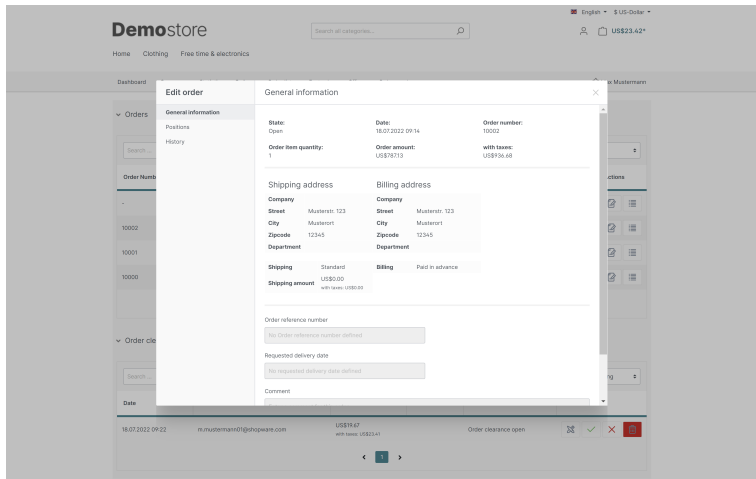 English
$ US-Dollar
Demostore
Search all categories...
US$23.42*
Home Clothing Free time & electronics
Dashboard
Mustermann
Edit order
General information
Orders
General information
Positions
History
State:
Open
Date:
18.07.2022 09:14
Order number:
10002
Order item quantity:
1
Order amount:
US$787.13
with taxes:
US$936.68
Search ...
Order Numb
ctions
-
10002
10001
10000
Shipping address
Company
Street Musterstr. 123
City Musterort
Zipcode 12345
Department
Billing address
Company
Street Musterstr. 123
City Musterort
Zipcode 12345
Department
Shipping Standard
Shipping amount US$0.00
with taxes: US$0.00
Billing Paid in advance
Order reference number
No Order reference number defined
Requested delivery date
No requested delivery date defined
Comment
Order cle
Search ...
ng
Date
18.07.2022 09:22
m.mustermann01@shopware.com
US$19.67
with taxes: US$23.41
Order clearance open
1